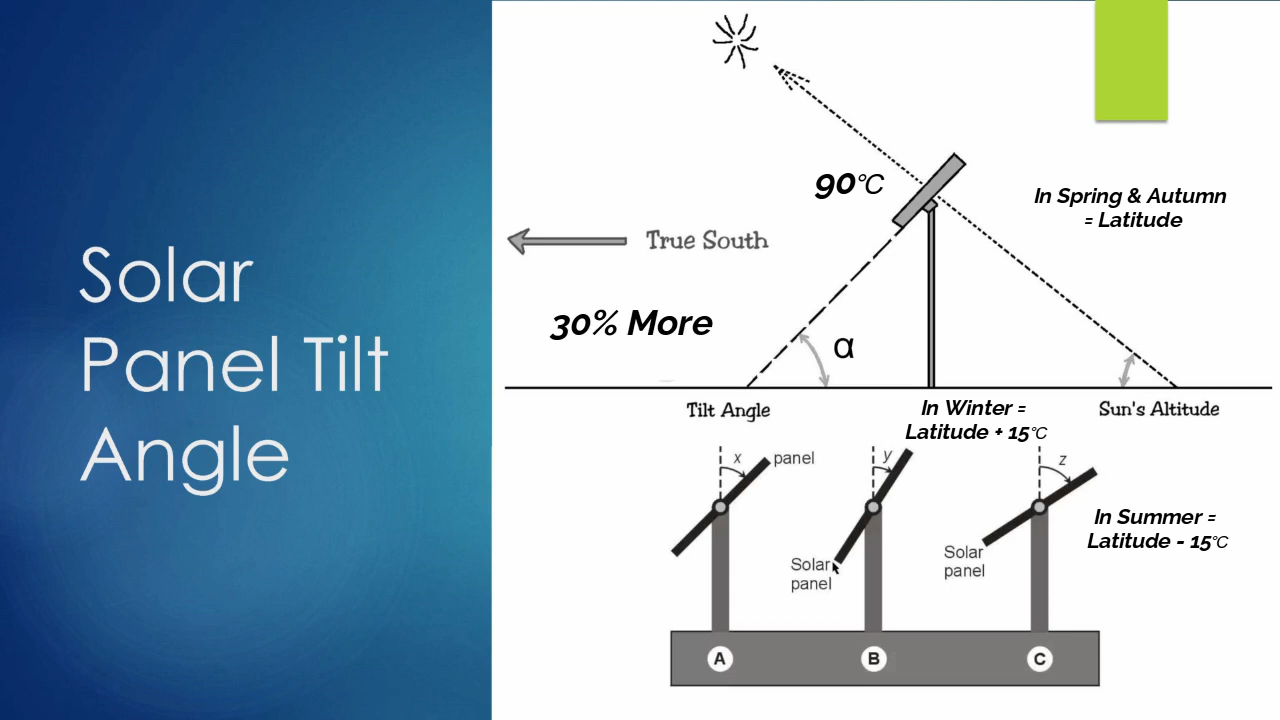 Solar
Panel Tilt
Angle
90°C
In Spring & Autumn
= Latitude
True South
30% More
α
Tilt Angle
In Winter =
Latitude + 15°C
Sun's Altitude
x
panel
y
z
Solar
panel
Solar
panel
In Summer =
Latitude - 15°C
A
B
C